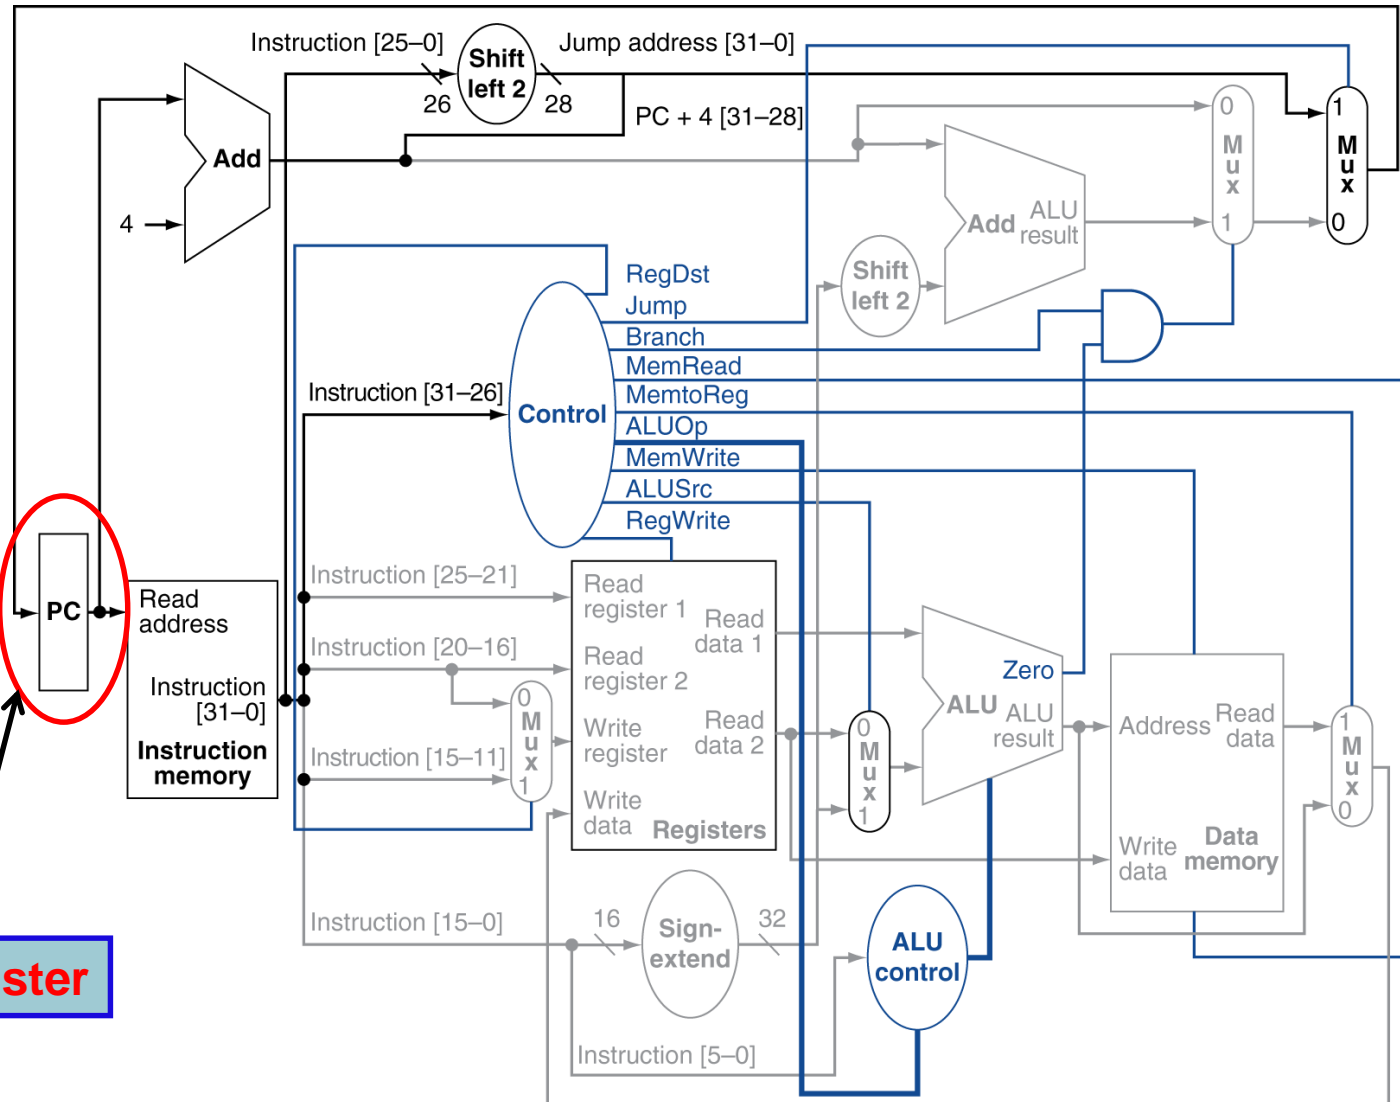 Instruction [25–0]
Shift
left 2
Jump address [31–0]
26
28
PC + 4 [31–28]
Add
4
0
M
u
x
1
1
M
u
x
0
Add
ALU
result
Shift
left 2
RegDst
Jump
Branch
MemRead
MemtoReg
ALUOp
MemWrite
ALUSrc
RegWrite
Instruction [31–26]
Control
PC
Read
address
Instruction
[31–0]
Instruction
memory
Instruction [25–21]
Instruction [20–16]
Instruction [15–11]
0
M
u
x
1
Read
register 1
Read
register 2
Write
register
Write
data
Read
data 1
Read
data 2
Registers
0
M
u
x
1
Zero
ALU
ALU
result
Address
Read
data
Write
data
Data
memory
1
M
u
x
0
Instruction [15–0]
16
Sign-
extend
32
ALU
control
Instruction [5–0]
ster